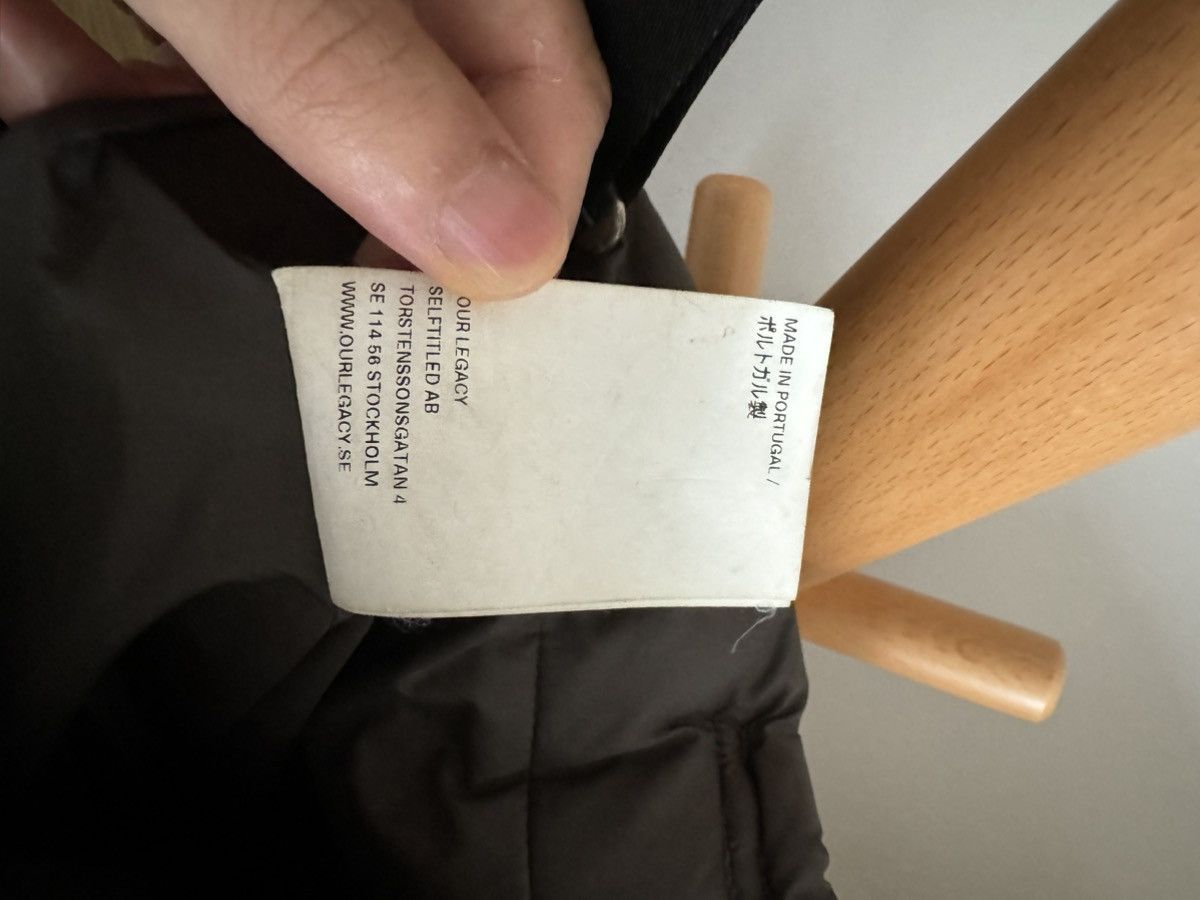 MADE IN PORTUGAL /
ポルトガル製
OUR LEGACY
SELFTITLED AB
TORSTENSSONSGATAN 4
SE 114 56 STOCKHOLM
WWW.OURLEGACY.SE